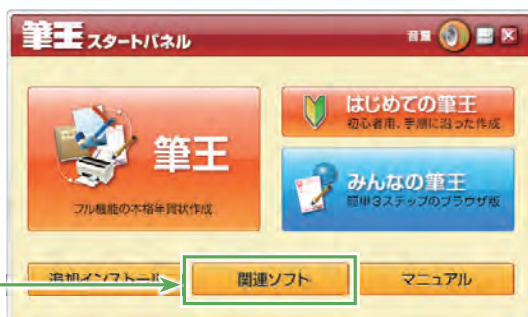 筆王 スタートパネル
音量
筆王
フル機能の本格年賀状作成
はじめての筆王
初心者用、手順に沿った作成
みんなの筆王
簡単3ステップのブラウザ版
追加インストール
関連ソフト
マニュアル